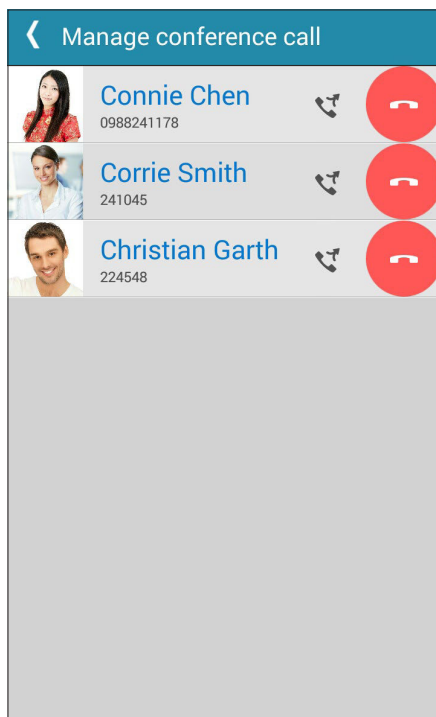 Manage conference call
Connie Chen
0988241178
Corrie Smith
241045
Christian Garth
224548